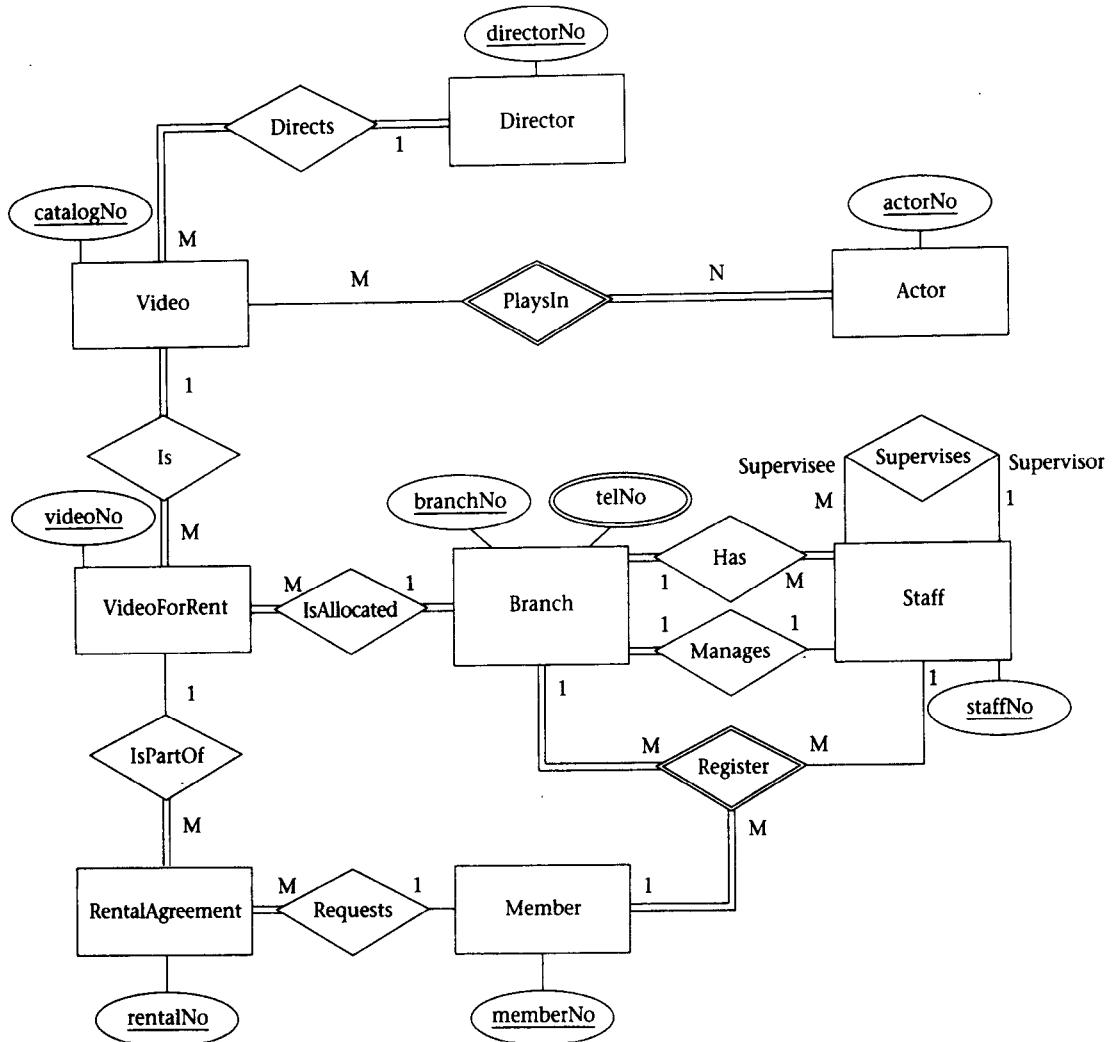 directorNo
Directs
Director
1
catalogNo
M
actorNo
Video
M
PlaysIn
N
Actor
1
Is
Supervisee
Supervises
Supervisor
M
1
videoNo
M
branchNo
telNo
VideoForRent
M
IsAllocated
1
Branch
1
Has
M
Staff
1
Manages
1
1
IsPartOf
1
M
Register
M
1
staffNo
M
M
RentalAgreement
M
Requests
1
Member
1
rentalNo
memberNo